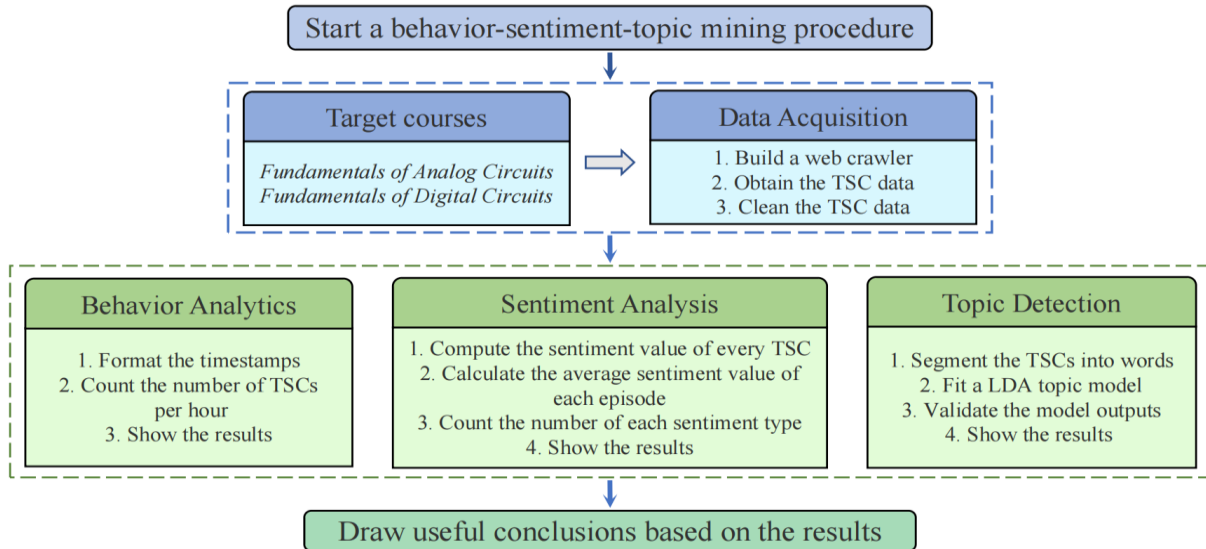 Start a behavior-sentiment-topic mining procedure
Target courses
Fundamentals of Analog Circuits
Fundamentals of Digital Circuits
Data Acquisition
1. Build a web crawler
2. Obtain the TSC data
3. Clean the TSC data
Behavior Analytics
1. Format the timestamps
2. Count the number of TSCs
per hour
3. Show the results
Sentiment Analysis
1. Compute the sentiment value of every TSC
2. Calculate the average sentiment value of
each episode
3. Count the number of each sentiment type
4. Show the results
Topic Detection
1. Segment the TSCs into words
2. Fit a LDA topic model
3. Validate the model outputs
4. Show the results
Draw useful conclusions based on the results